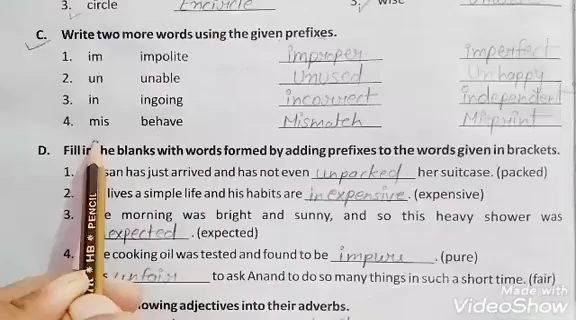 3. circle Encircle 5. wise
C. Write two more words using the given prefixes.
1. im impolite improper imperfect
2. un unable Unused Unhappy
3. in ingoing incorrect independent
4. mis behave Mismatch Misprint
D. Fill in the blanks with words formed by adding prefixes to the words given in brackets.
1. san has just arrived and has not even unpacked her suitcase. (packed)
2. lives a simple life and his habits are inexpensive. (expensive)
3. e morning was bright and sunny, and so this heavy shower was
expected. (expected)
4. e cooking oil was tested and found to be impure. (pure)
s unfair to ask Anand to do so many things in such a short time. (fair)
owing adjectives into their adverbs.
HB PENCIL
Made with
VideoShow